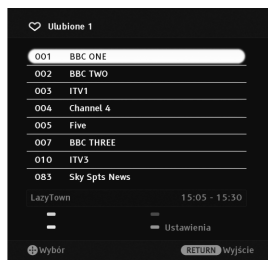 Ulubione 1
001 BBC ONE
002 BBC TWO
003 ITV1
004 Channel 4
005 Five
007 BBC THREE
010 ITV3
083 Sky Spts News
LazyTown 15:05 - 15:30
Ustawienia
Wybór RETURN Wyjście